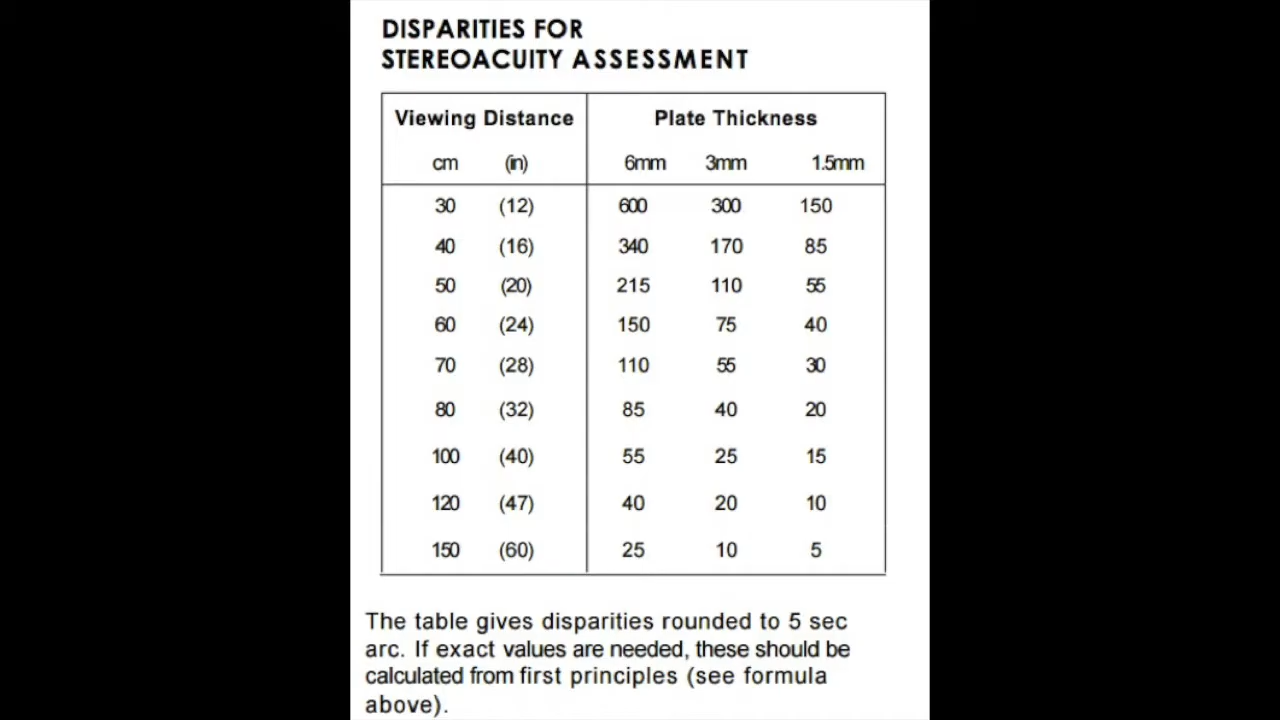 DISPARITIES FOR
STEREOACUITY ASSESSMENT
Viewing Distance Plate Thickness
cm (in) 6mm 3mm 1.5mm
30 (12) 600 300 150
40 (16) 340 170 85
50 (20) 215 110 55
60 (24) 150 75 40
70 (28) 110 55 30
80 (32) 85 40 20
100 (40) 55 25 15
120 (47) 40 20 10
150 (60) 25 10 5
The table gives disparities rounded to 5 sec
arc. If exact values are needed, these should be
calculated from first principles (see formula
above).